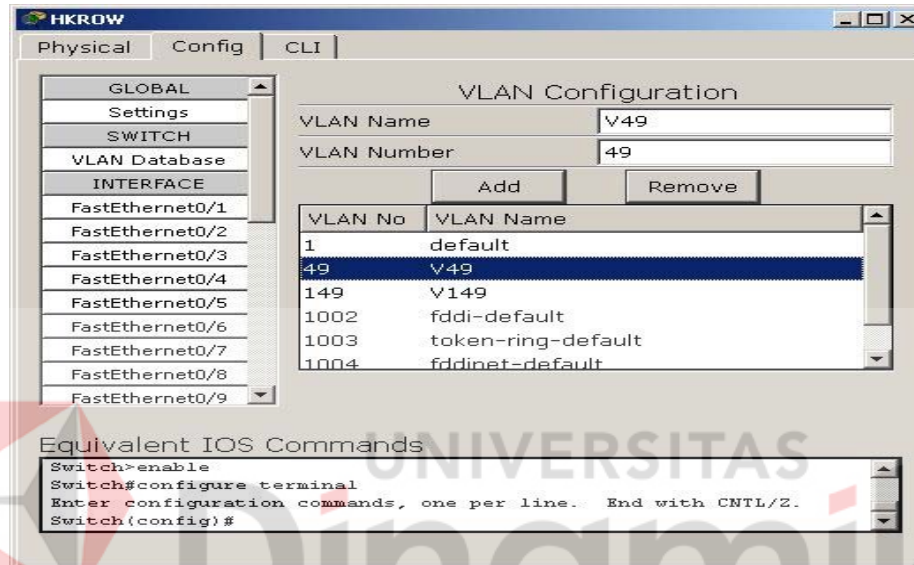 HKROW
Physical Config CLI
GLOBAL
Settings
SWITCH
VLAN Database
INTERFACE
FastEthernet0/1
FastEthernet0/2
FastEthernet0/3
FastEthernet0/4
FastEthernet0/5
FastEthernet0/6
FastEthernet0/7
FastEthernet0/8
FastEthernet0/9
VLAN Configuration
VLAN Name V49
VLAN Number 49
Add Remove
VLAN No VLAN Name
1 default
49 V49
149 V149
1002 fddi-default
1003 token-ring-default
1004 fddinet-default
Equivalent IOS Commands
Switch>enable
Switch#configure terminal
Enter configuration commands, one per line. End with CNTL/Z.
Switch(config)#
UNIVERSITAS